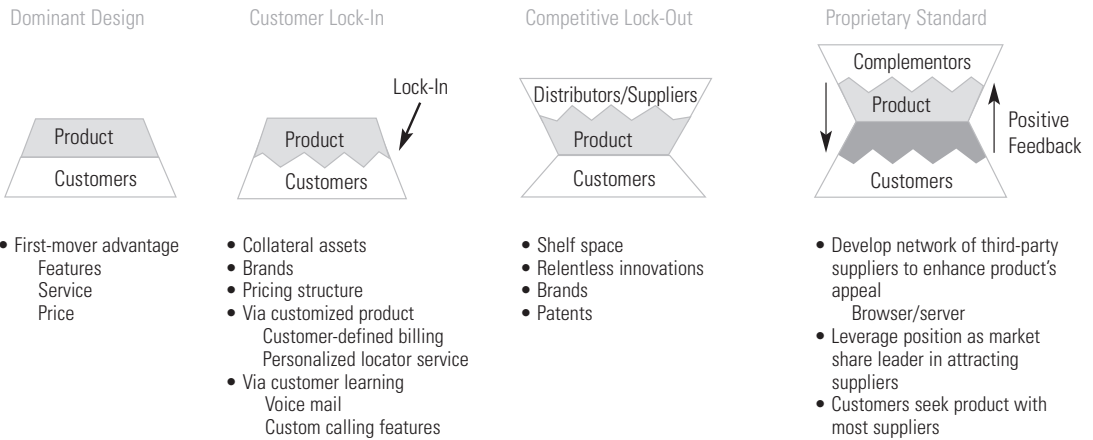 Dominant Design
Product
Customers
• First-mover advantage
Features
Service
Price
Customer Lock-In
Lock-In
Product
Customers
• Collateral assets
• Brands
• Pricing structure
• Via customized product
Customer-defined billing
Personalized locator service
• Via customer learning
Voice mail
Custom calling features
Competitive Lock-Out
Distributors/Suppliers
Product
Customers
• Shelf space
• Relentless innovations
• Brands
• Patents
Proprietary Standard
Complementors
Product
Positive
Feedback
Customers
• Develop network of third-party
suppliers to enhance product's
appeal
Browser/server
• Leverage position as market
share leader in attracting
suppliers
• Customers seek product with
most suppliers